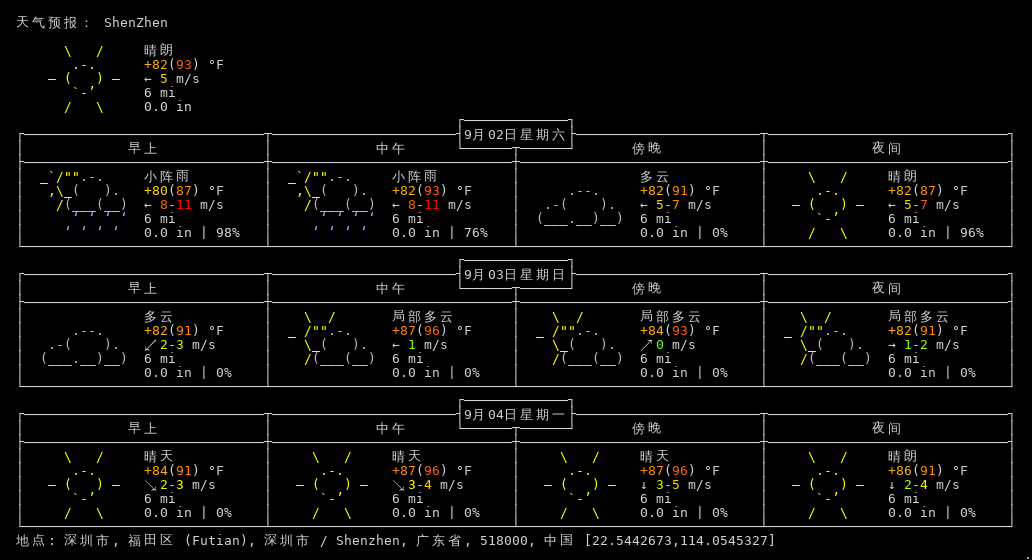 天气预报： ShenZhen
晴朗
+82(93) °F
← 5 m/s
6 mi
0.0 in
9月02日星期六
早上 中午 傍晚 夜间
小阵雨 小阵雨 多云 晴朗
+80(87) °F +82(93) °F +82(91) °F +82(87) °F
← 8-11 m/s ← 8-11 m/s ← 5-7 m/s ← 5-7 m/s
6 mi 6 mi 6 mi 6 mi
0.0 in | 98% 0.0 in | 76% 0.0 in | 0% 0.0 in | 96%
9月03日星期日
早上 中午 傍晚 夜间
多云 局部多云 局部多云 局部多云
+82(91) °F +87(96) °F +84(93) °F +82(91) °F
↙ 2-3 m/s ← 1 m/s ↗ 0 m/s → 1-2 m/s
6 mi 6 mi 6 mi 6 mi
0.0 in | 0% 0.0 in | 0% 0.0 in | 0% 0.0 in | 0%
9月04日星期一
早上 中午 傍晚 夜间
晴天 晴天 晴天 晴朗
+84(91) °F +87(96) °F +87(96) °F +86(91) °F
↘ 2-3 m/s ↘ 3-4 m/s ↓ 3-5 m/s ↓ 2-4 m/s
6 mi 6 mi 6 mi 6 mi
0.0 in | 0% 0.0 in | 0% 0.0 in | 0% 0.0 in | 0%
地点: 深圳市, 福田区 (Futian), 深圳市 / Shenzhen, 广东省, 518000, 中国 [22.5442673,114.0545327]